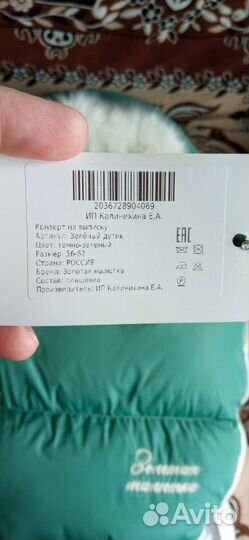 2036728904069
ИП Калинихина Е.А.
Конверт на выписку
Артикул: Зелёный дутик
Цвет: темно-зеленый
Размер: 56-62
Страна: РОССИЯ
Бренд: Золотая малютка
Состав: плащевка
Производитель: ИП Калинихина Е.А.
EAC
Золотая
малютка
Avito